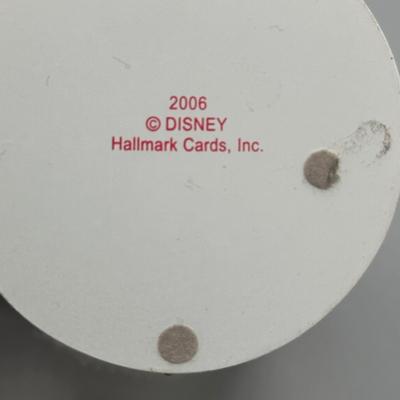 2006
© DISNEY
Hallmark Cards, Inc.